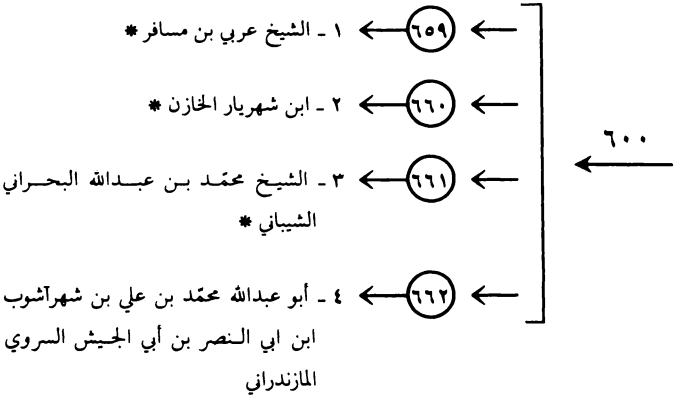 ٦٠٠
٦٥٩ ١ ـ الشيخ عربي بن مسافر *
٦٦٠ ٢ ـ ابن شهريار الخازن *
٦٦١ ٣ ـ الشيخ محمّد بن عبدالله البحراني
الشيباني *
٦٦٢ ٤ ـ أبو عبدالله محمّد بن علي بن شهرآشوب
ابن ابي النصر بن أبي الجيش السروي
المازندراني